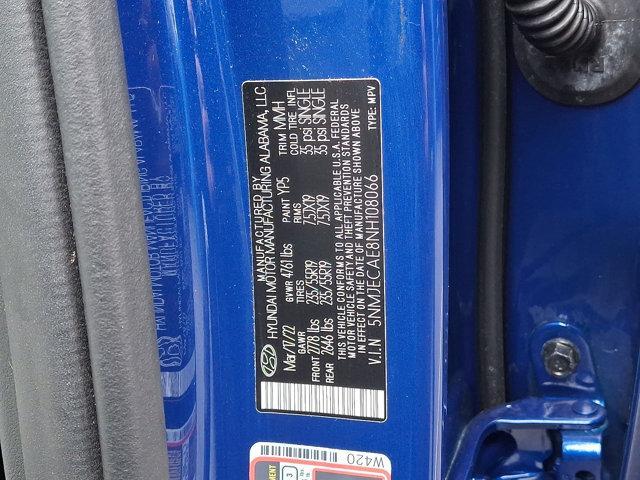 MANUFACTURED BY
HYUNDAI MOTOR MANUFACTURING ALABAMA, LLC
Mar/17/22 GVWR 4761 lbs PAINT YP5 TRIM MMH
GAWR TIRES RIMS COLD TIRE INFL
FRONT 2778 lbs 235/55R19 7.5JX19 35 psi SINGLE
REAR 2646 lbs 235/55R19 7.5JX19 35 psi SINGLE
THIS VEHICLE CONFORMS TO ALL APPLICABLE U.S.A. FEDERAL
MOTOR VEHICLE SAFETY AND THEFT PREVENTION STANDARDS
IN EFFECT ON THE DATE OF MANUFACTURE SHOWN ABOVE
V.I.N 5NMJECAE8NH108066 TYPE: MPV
W420
3